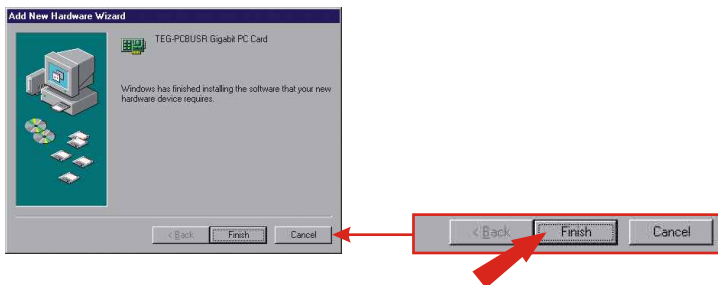 Add New Hardware Wizard
TEG-PCBUSR Gigabit PC Card
Windows has finished installing the software that your new
hardware device requires.
< Back
Finish
Cancel
< Back
Finish
Cancel